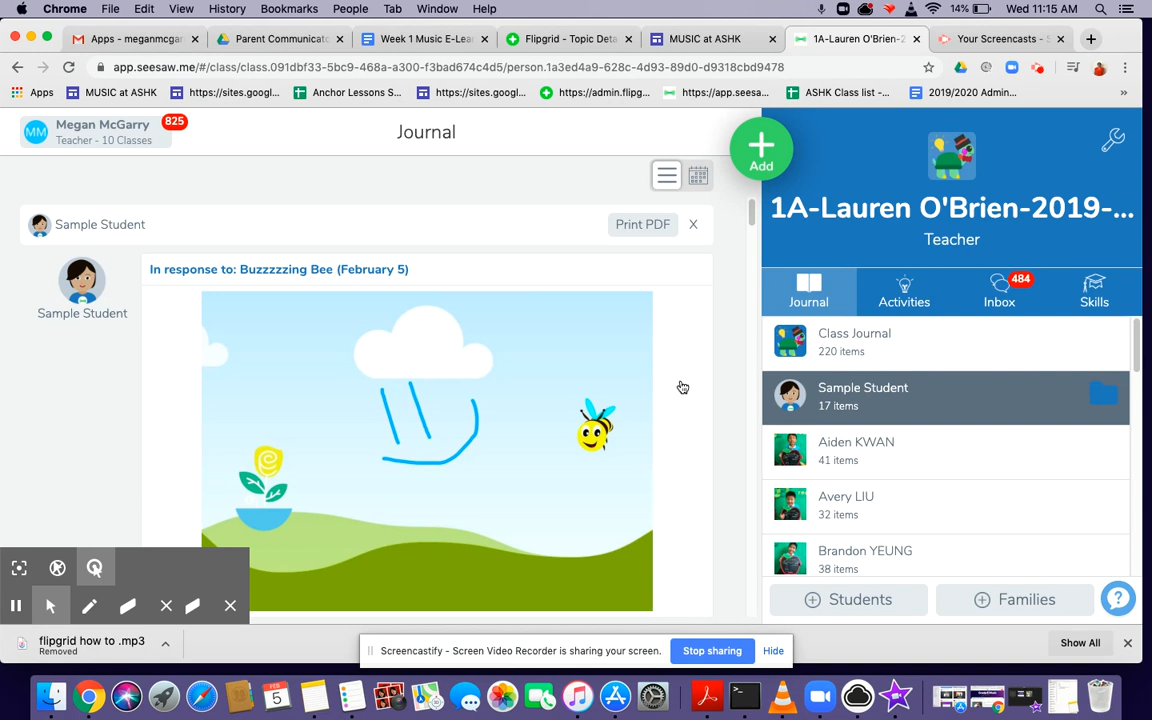 Chrome File Edit View History Bookmarks People Tab Window Help 14% Wed 11:15 AM
Apps - meganmcgar Parent Communicato Week 1 Music E-Lear Flipgrid - Topic Deta MUSIC at ASHK 1A-Lauren O'Brien-2 Your Screencasts - S
app.seesaw.me/#/class/class.091dbf33-5bc9-468a-a300-f3bad674c4d5/person.1a3ed4a9-628c-4d93-89d0-d9318cbd9478
Apps MUSIC at ASHK https://sites.googl... Anchor Lessons S... https://sites.googl... https://admin.flipg... https://app.seesa... ASHK Class list -... 2019/2020 Admin... »
MM Megan McGarry 825
Teacher - 10 Classes
Journal
Add
Sample Student Print PDF X
In response to: Buzzzzzing Bee (February 5)
Sample Student
1A-Lauren O'Brien-2019-...
Teacher
Journal Activities Inbox 484 Skills
Class Journal
220 items
Sample Student
17 items
Aiden KWAN
41 items
Avery LIU
32 items
Brandon YEUNG
38 items
Students Families ?
flipgrid how to .mp3
Removed
Screencastify - Screen Video Recorder is sharing your screen. Stop sharing Hide
Show All
FEB
5